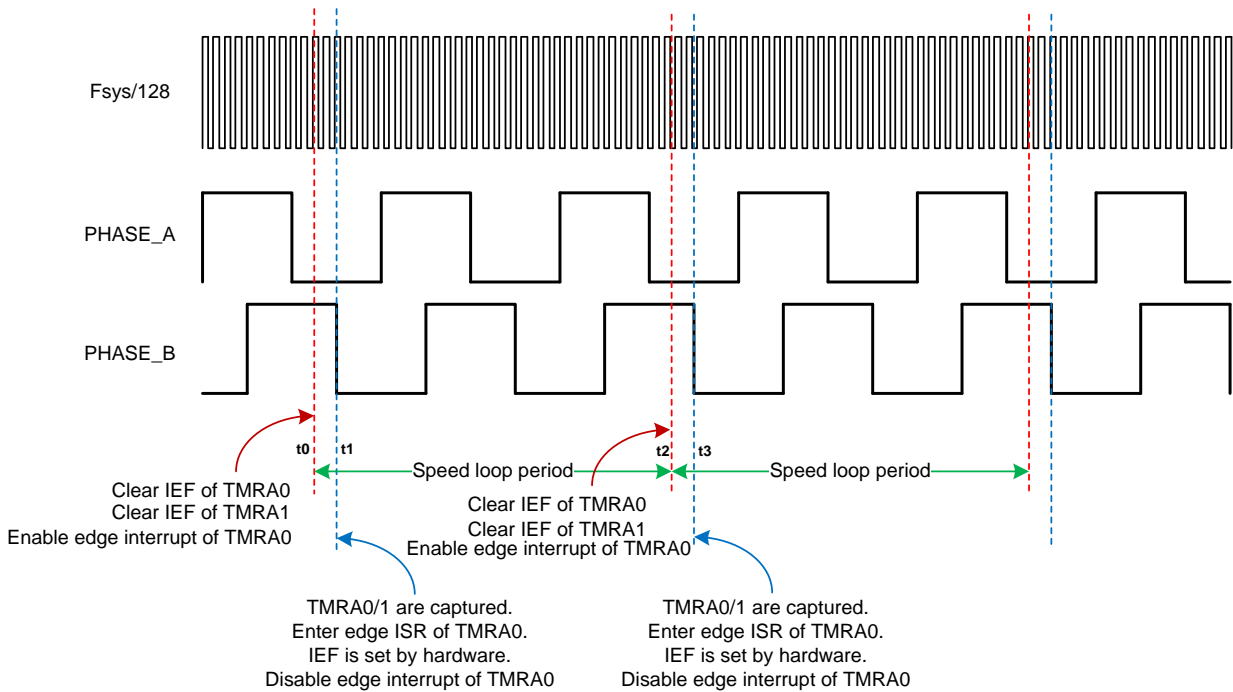 Fsys/128
PHASE_A
PHASE_B
t0
t1
t2
t3
Speed loop period
Speed loop period
Clear IEF of TMRA0
Clear IEF of TMRA1
Enable edge interrupt of TMRA0
Clear IEF of TMRA0
Clear IEF of TMRA1
Enable edge interrupt of TMRA0
TMRA0/1 are captured.
Enter edge ISR of TMRA0.
IEF is set by hardware.
Disable edge interrupt of TMRA0
TMRA0/1 are captured.
Enter edge ISR of TMRA0.
IEF is set by hardware.
Disable edge interrupt of TMRA0